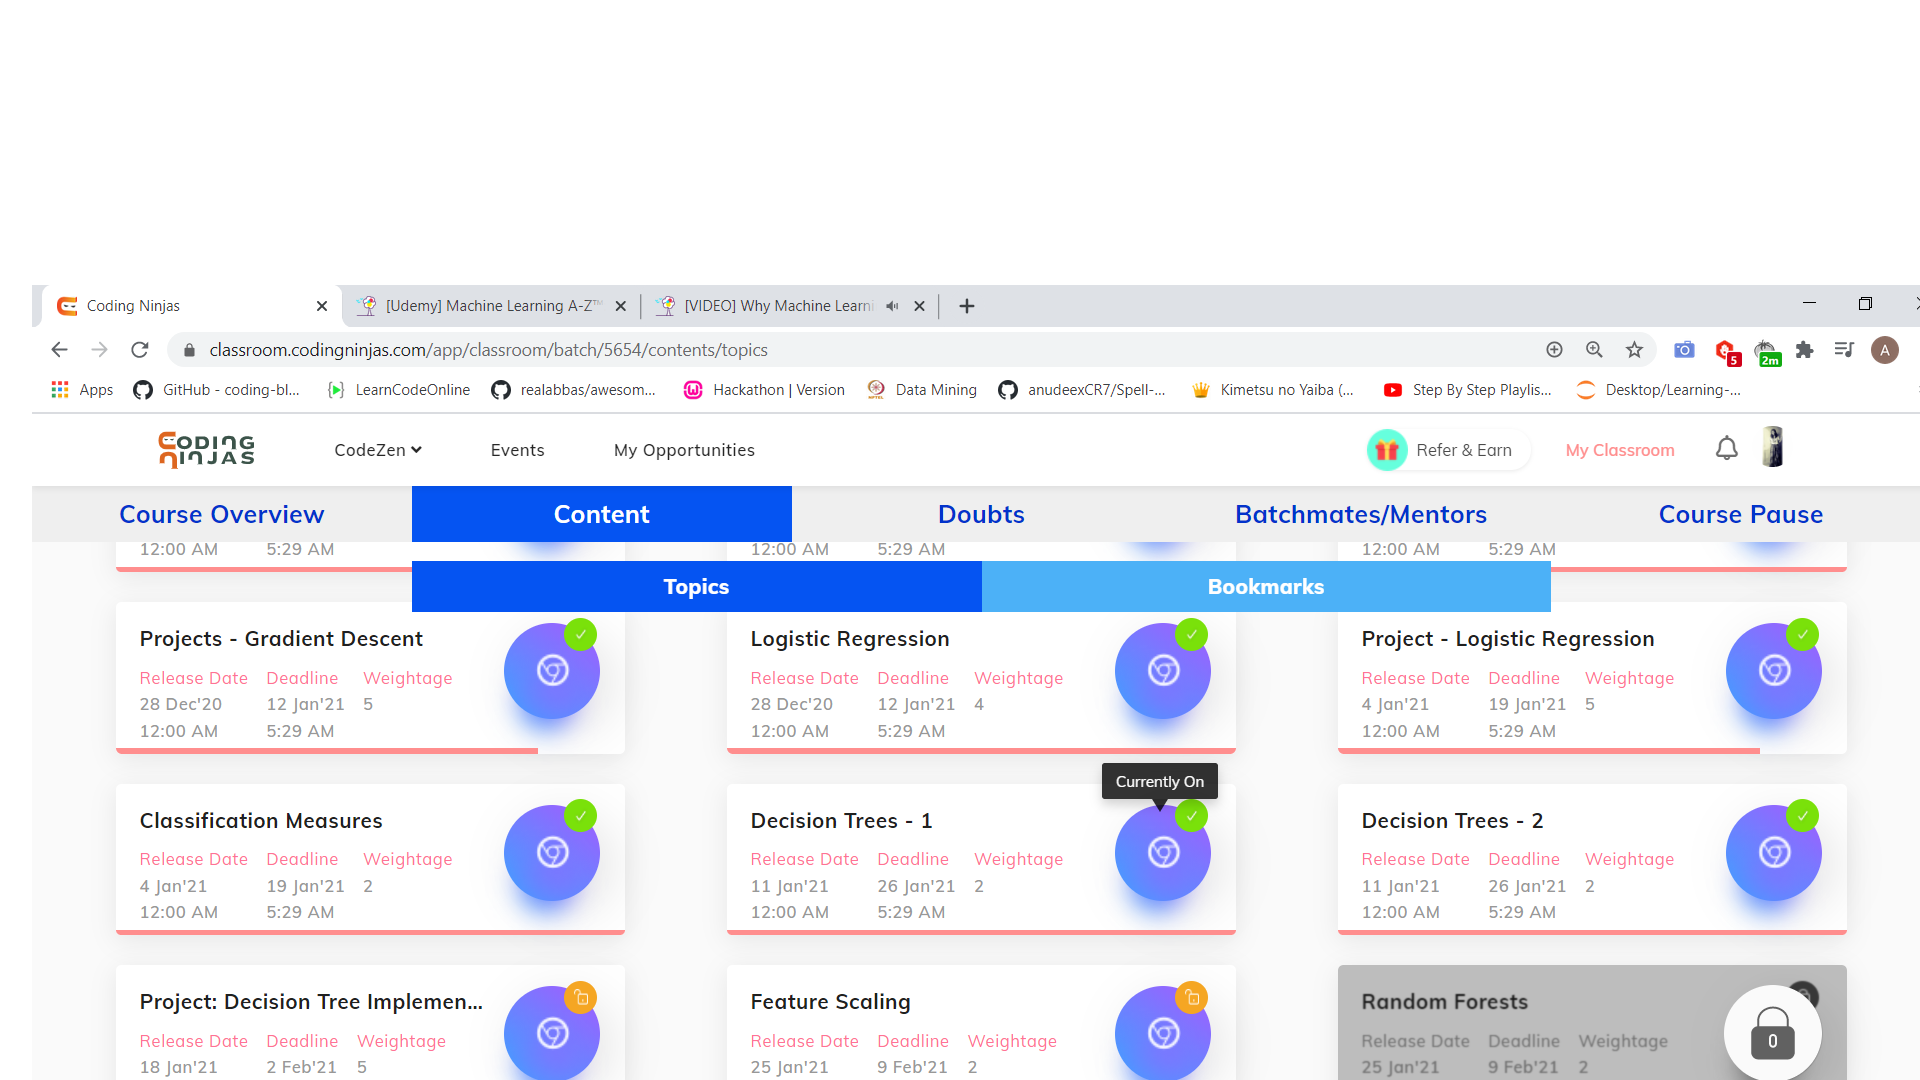 Coding Ninjas
[Udemy] Machine Learning A-Z™
[VIDEO] Why Machine Learni
classroom.codingninjas.com/app/classroom/batch/5654/contents/topics
5
2m
A
Apps
GitHub - coding-bl...
LearnCodeOnline
realabbas/awesom...
Hackathon | Version
Data Mining
anudeexCR7/Spell-...
Kimetsu no Yaiba (...
Step By Step Playlis...
Desktop/Learning-...
CODING NINJAS
CodeZen
Events
My Opportunities
Refer & Earn
My Classroom
Course Overview
Content
Doubts
Batchmates/Mentors
Course Pause
12:00 AM 5:29 AM
12:00 AM 5:29 AM
12:00 AM 5:29 AM
Topics
Bookmarks
Projects - Gradient Descent
Release Date Deadline Weightage
28 Dec'20 12 Jan'21 5
12:00 AM 5:29 AM
Logistic Regression
Release Date Deadline Weightage
28 Dec'20 12 Jan'21 4
12:00 AM 5:29 AM
Project - Logistic Regression
Release Date Deadline Weightage
4 Jan'21 19 Jan'21 5
12:00 AM 5:29 AM
Classification Measures
Release Date Deadline Weightage
4 Jan'21 19 Jan'21 2
12:00 AM 5:29 AM
Currently On
Decision Trees - 1
Release Date Deadline Weightage
11 Jan'21 26 Jan'21 2
12:00 AM 5:29 AM
Decision Trees - 2
Release Date Deadline Weightage
11 Jan'21 26 Jan'21 2
12:00 AM 5:29 AM
Project: Decision Tree Implemen...
Release Date Deadline Weightage
18 Jan'21 2 Feb'21 5
Feature Scaling
Release Date Deadline Weightage
25 Jan'21 9 Feb'21 2
Random Forests
Release Date Deadline Weightage
25 Jan'21 9 Feb'21 2
0